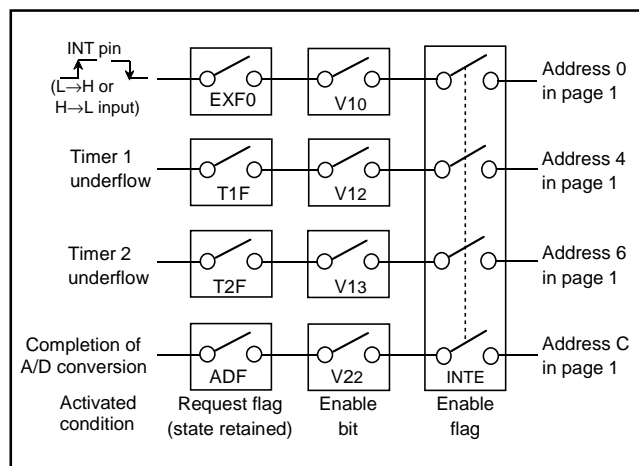 INT pin
(L→H or
H→L input)
EXF0
V10
Address 0
in page 1
Timer 1
underflow
T1F
V12
Address 4
in page 1
Timer 2
underflow
T2F
V13
Address 6
in page 1
Completion of
A/D conversion
ADF
V22
INTE
Address C
in page 1
Activated
condition
Request flag
(state retained)
Enable
bit
Enable
flag